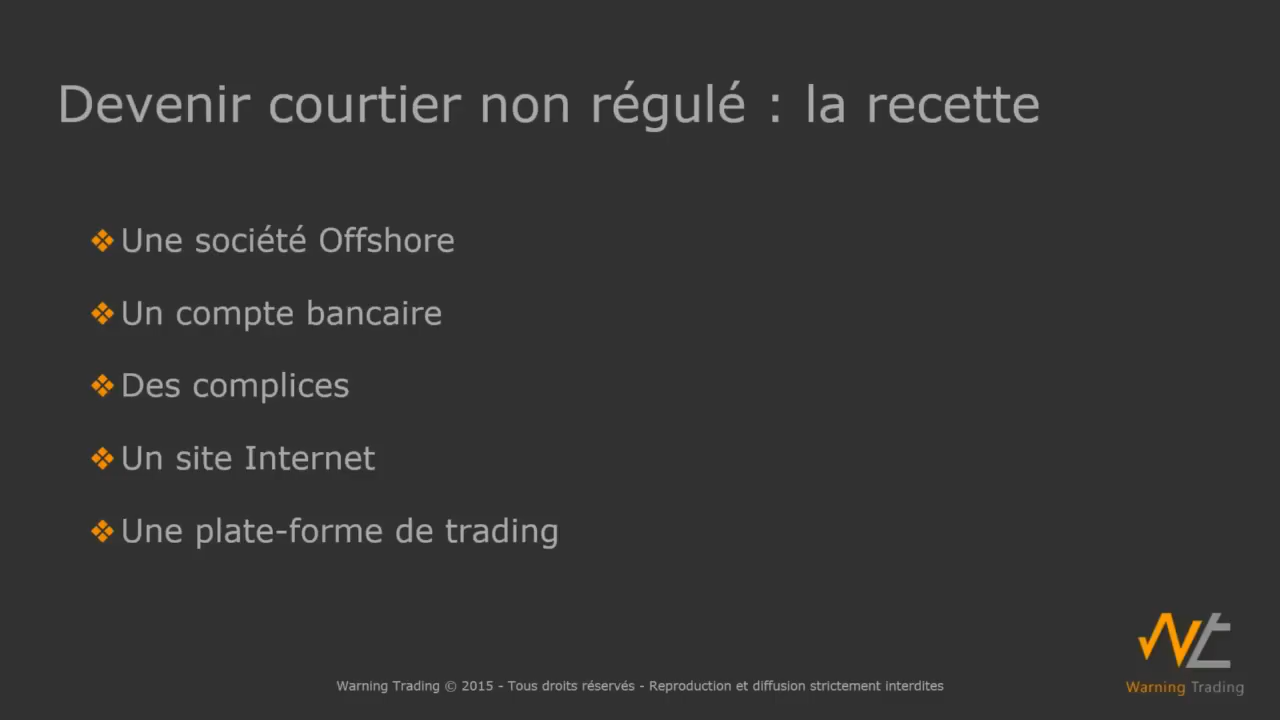 Devenir courtier non régulé : la recette
Une société Offshore
Un compte bancaire
Des complices
Un site Internet
Une plate-forme de trading
Warning Trading © 2015 - Tous droits réservés - Reproduction et diffusion strictement interdites
Warning Trading